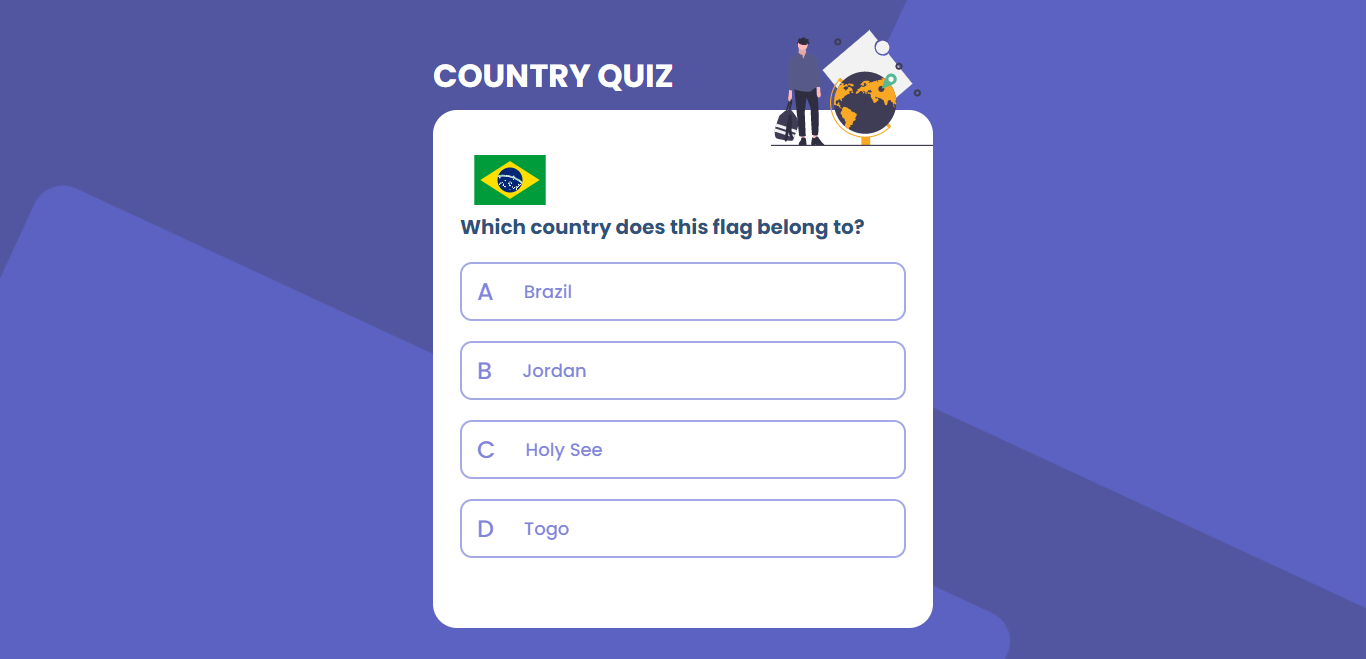 COUNTRY QUIZ
Which country does this flag belong to?
A Brazil
B Jordan
C Holy See
D Togo